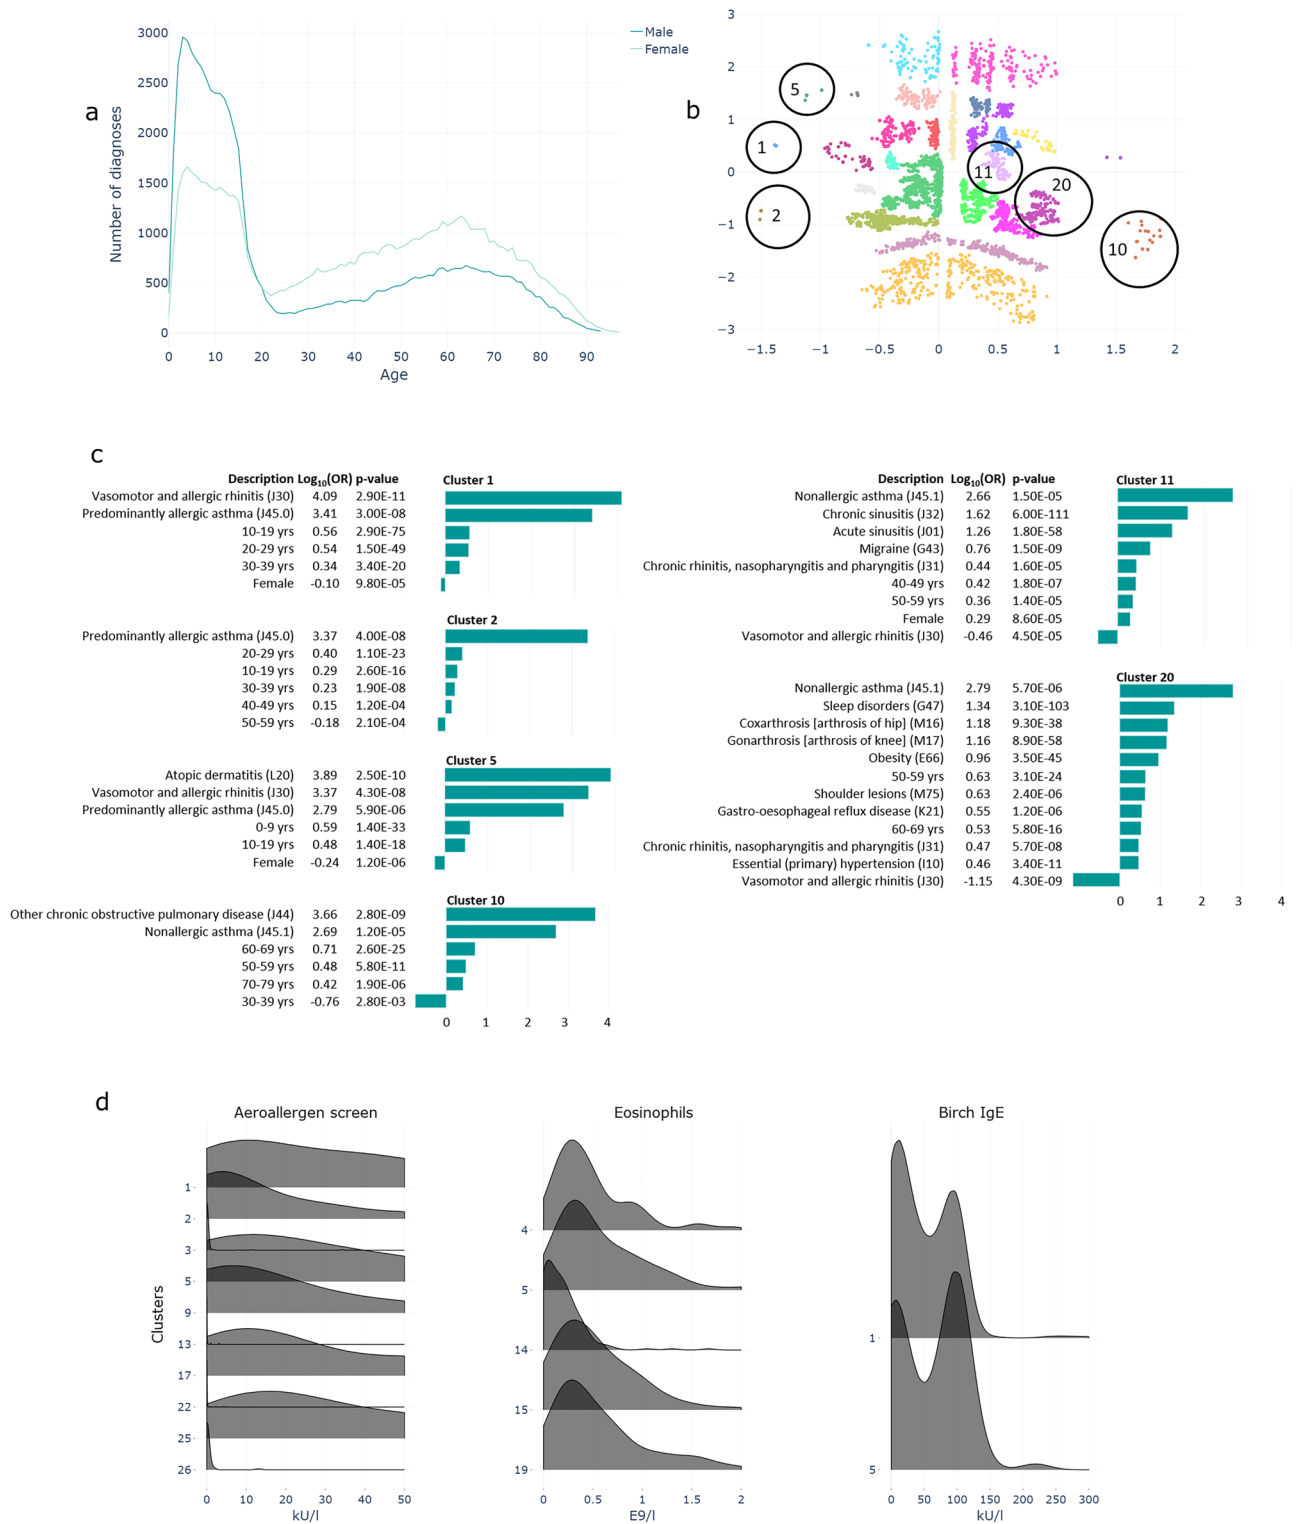 a
Number of diagnoses
3000
2500
2000
1500
1000
500
0
0 10 20 30 40 50 60 70 80 90
Age
Male
Female
b
3
2
1
0
−1
−2
−3
−1.5 −1 −0.5 0 0.5 1 1.5 2
5
1
2
11
20
10
c
Description Log10(OR) p-value Cluster 1
Vasomotor and allergic rhinitis (J30) 4.09 2.90E-11
Predominantly allergic asthma (J45.0) 3.41 3.00E-08
10-19 yrs 0.56 2.90E-75
20-29 yrs 0.54 1.50E-49
30-39 yrs 0.34 3.40E-20
Female -0.10 9.80E-05
Cluster 2
Predominantly allergic asthma (J45.0) 3.37 4.00E-08
20-29 yrs 0.40 1.10E-23
10-19 yrs 0.29 2.60E-16
30-39 yrs 0.23 1.90E-08
40-49 yrs 0.15 1.20E-04
50-59 yrs -0.18 2.10E-04
Cluster 5
Atopic dermatitis (L20) 3.89 2.50E-10
Vasomotor and allergic rhinitis (J30) 3.37 4.30E-08
Predominantly allergic asthma (J45.0) 2.79 5.90E-06
0-9 yrs 0.59 1.40E-33
10-19 yrs 0.48 1.40E-18
Female -0.24 1.20E-06
Cluster 10
Other chronic obstructive pulmonary disease (J44) 3.66 2.80E-09
Nonallergic asthma (J45.1) 2.69 1.20E-05
60-69 yrs 0.71 2.60E-25
50-59 yrs 0.48 5.80E-11
70-79 yrs 0.42 1.90E-06
30-39 yrs -0.76 2.80E-03
0 1 2 3 4
Description Log10(OR) p-value Cluster 11
Nonallergic asthma (J45.1) 2.66 1.50E-05
Chronic sinusitis (J32) 1.62 6.00E-111
Acute sinusitis (J01) 1.26 1.80E-58
Migraine (G43) 0.76 1.50E-09
Chronic rhinitis, nasopharyngitis and pharyngitis (J31) 0.44 1.60E-05
40-49 yrs 0.42 1.80E-07
50-59 yrs 0.36 1.40E-05
Female 0.29 8.60E-05
Vasomotor and allergic rhinitis (J30) -0.46 4.50E-05
Cluster 20
Nonallergic asthma (J45.1) 2.79 5.70E-06
Sleep disorders (G47) 1.34 3.10E-103
Coxarthrosis [arthrosis of hip] (M16) 1.18 9.30E-38
Gonarthrosis [arthrosis of knee] (M17) 1.16 8.90E-58
Obesity (E66) 0.96 3.50E-45
50-59 yrs 0.63 3.10E-24
Shoulder lesions (M75) 0.63 2.40E-06
Gastro-oesophageal reflux disease (K21) 0.55 1.20E-06
60-69 yrs 0.53 5.80E-16
Chronic rhinitis, nasopharyngitis and pharyngitis (J31) 0.47 5.70E-08
Essential (primary) hypertension (I10) 0.46 3.40E-11
Vasomotor and allergic rhinitis (J30) -1.15 4.30E-09
0 1 2 3 4
d
Clusters
Aeroallergen screen
1
2
3
5
9
13
17
22
25
26
0 10 20 30 40 50
kU/l
Eosinophils
4
5
14
15
19
0 0.5 1 1.5 2
E9/l
Birch IgE
1
5
0 50 100 150 200 250 300
kU/l